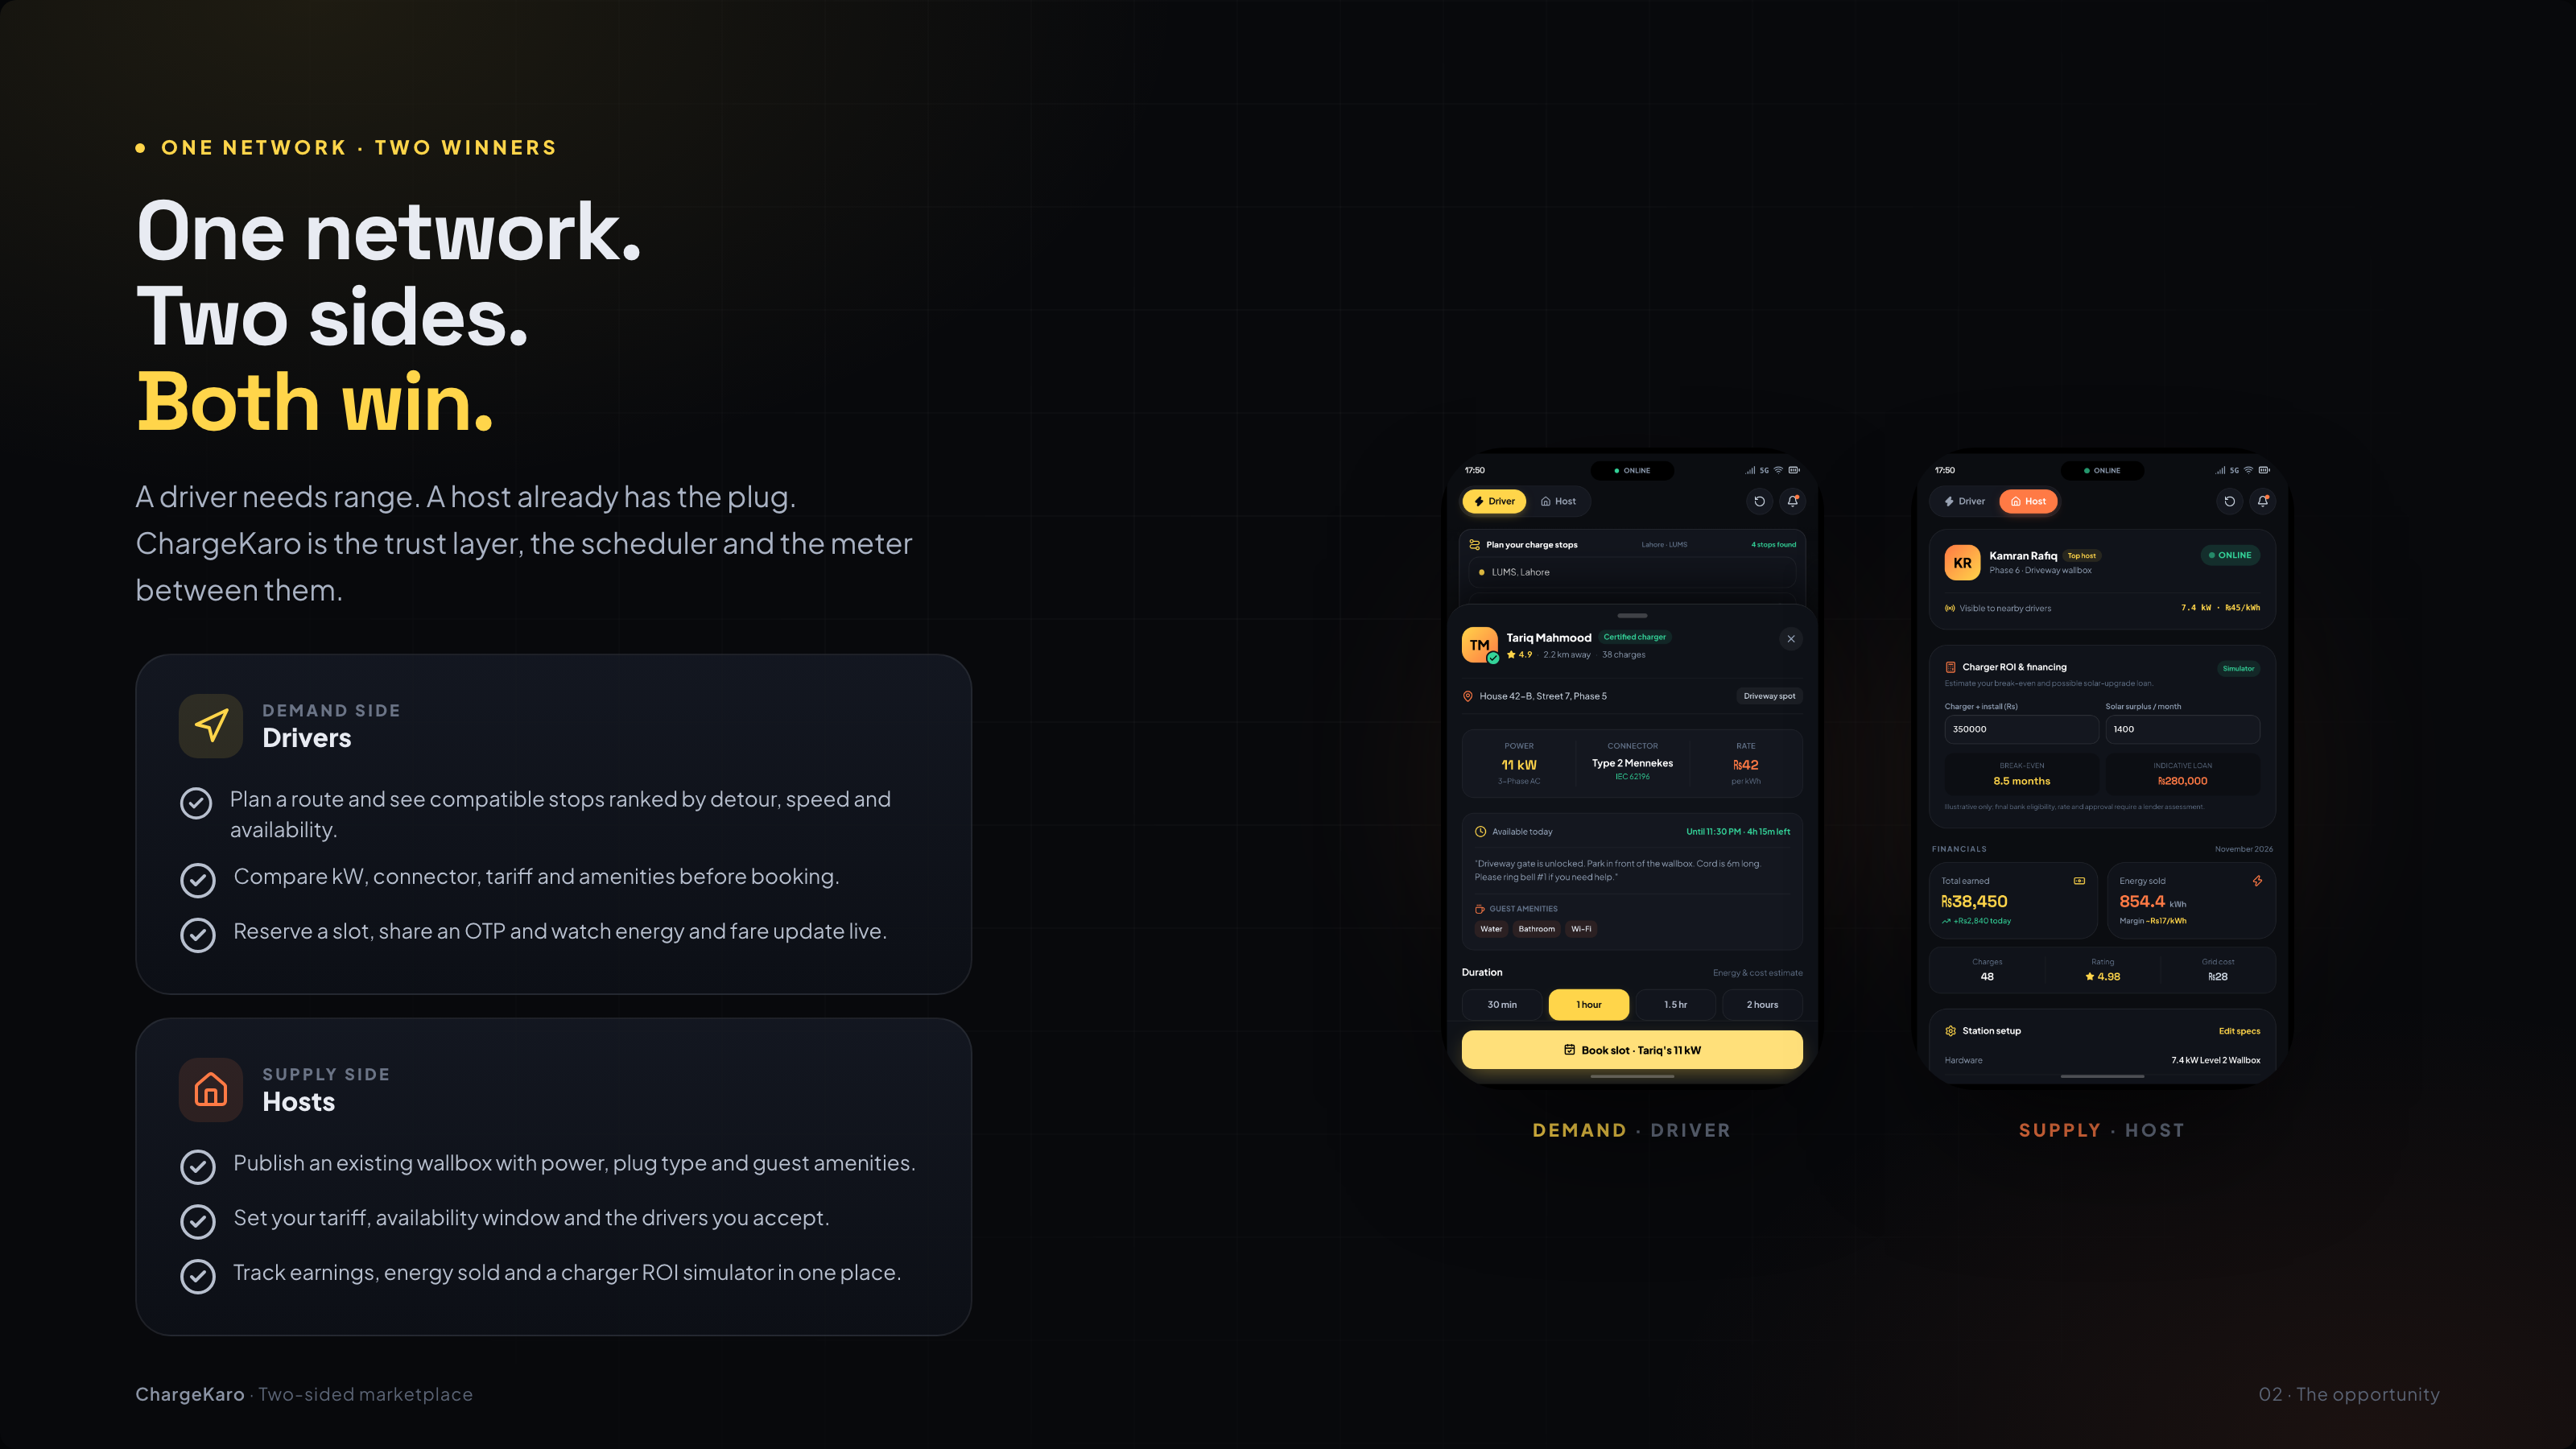 ONE NETWORK · TWO WINNERS
One network.
Two sides.
Both win.
A driver needs range. A host already has the plug.
ChargeKaro is the trust layer, the scheduler and the meter
between them.
DEMAND SIDE
Drivers
Plan a route and see compatible stops ranked by detour, speed and
availability.
Compare kW, connector, tariff and amenities before booking.
Reserve a slot, share an OTP and watch energy and fare update live.
SUPPLY SIDE
Hosts
Publish an existing wallbox with power, plug type and guest amenities.
Set your tariff, availability window and the drivers you accept.
Track earnings, energy sold and a charger ROI simulator in one place.
17:50 ONLINE 5G
Driver Host
Plan your charge stops Lahore · LUMS 4 stops found
LUMS, Lahore
TM Tariq Mahmood Certified charger
4.9 · 2.2 km away · 38 charges
House 42-B, Street 7, Phase 5 Driveway spot
POWER CONNECTOR RATE
11 kW Type 2 Mennekes ₨42
3-Phase AC IEC 62196 per kWh
Available today Until 11:30 PM · 4h 15m left
"Driveway gate is unlocked. Park in front of the wallbox. Cord is 6m long.
Please ring bell #1 if you need help."
GUEST AMENITIES
Water Bathroom Wi-Fi
Duration Energy & cost estimate
30 min 1 hour 1.5 hr 2 hours
Book slot · Tariq's 11 kW
DEMAND · DRIVER
17:50 ONLINE 5G
Driver Host
KR Kamran Rafiq Top host ONLINE
Phase 6 · Driveway wallbox
Visible to nearby drivers 7.4 kW · ₨45/kWh
Charger ROI & financing Simulator
Estimate your break-even and possible solar-upgrade loan.
Charger + install (Rs) Solar surplus / month
350000 1400
BREAK-EVEN INDICATIVE LOAN
8.5 months ₨280,000
Illustrative only: final bank eligibility, rate and approval require a lender assessment.
FINANCIALS November 2026
Total earned Energy sold
₨38,450 854.4 kWh
+Rs2,840 today Margin ~Rs17/kWh
Charges Rating Grid cost
48 4.98 ₨28
Station setup Edit specs
Hardware 7.4 kW Level 2 Wallbox
SUPPLY · HOST
ChargeKaro · Two-sided marketplace
02 · The opportunity